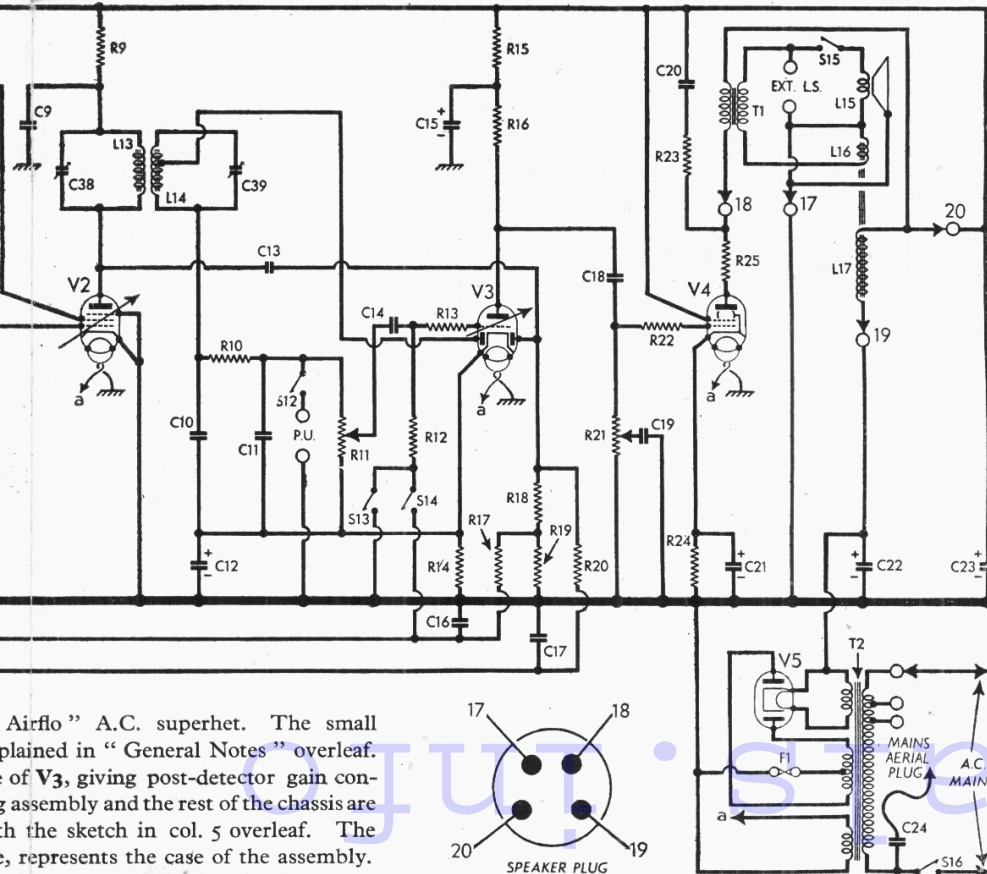 R9
R15
C20
S15
EXT. L.S.
C9
L13
C15
+
−
R16
T1
L15
R23
L16
C38
L14
C39
18
17
20
C13
R25
L17
C18
V2
V3
V4
C14
R13
R22
19
a
a
a
R10
S12
C10
C11
P.U.
R11
R12
R21
C19
S13
S14
R18
R17
R19
C12
+
−
R14
R20
R24
C21
+
−
C22
+
−
C23
+
C16
C17
V5
T2
Airflo ” A.C. superhet. The small
plained in “ General Notes ” overleaf.
e of V3, giving post-detector gain con-
g assembly and the rest of the chassis are
th the sketch in col. 5 overleaf. The
e, represents the case of the assembly.
17
18
20
19
SPEAKER PLUG
F1
MAINS
AERIAL
PLUG
A.C.
MAIN
a
C24
S16